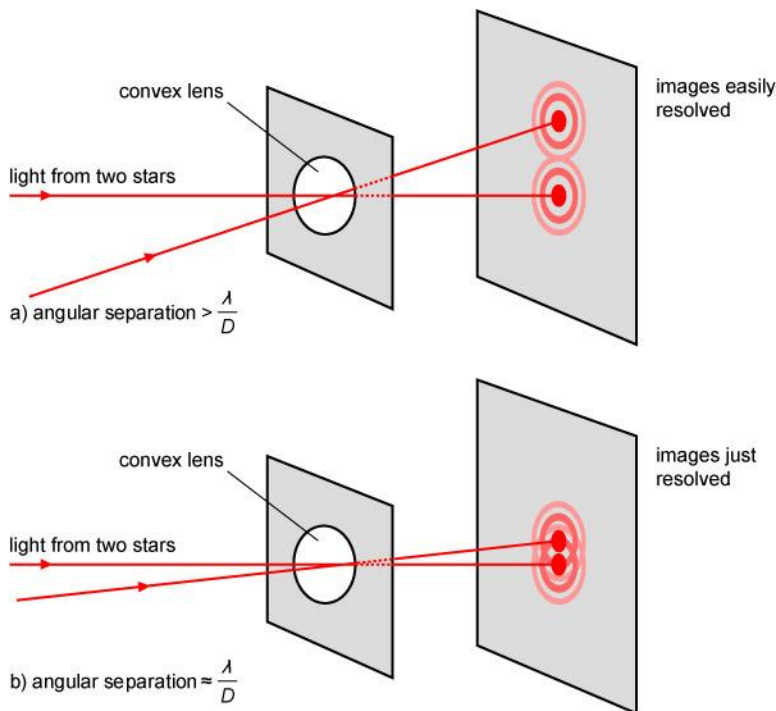 convex lens
images easily
resolved
light from two stars
a) angular separation > λ/D
convex lens
images just
resolved
light from two stars
b) angular separation ≈ λ/D